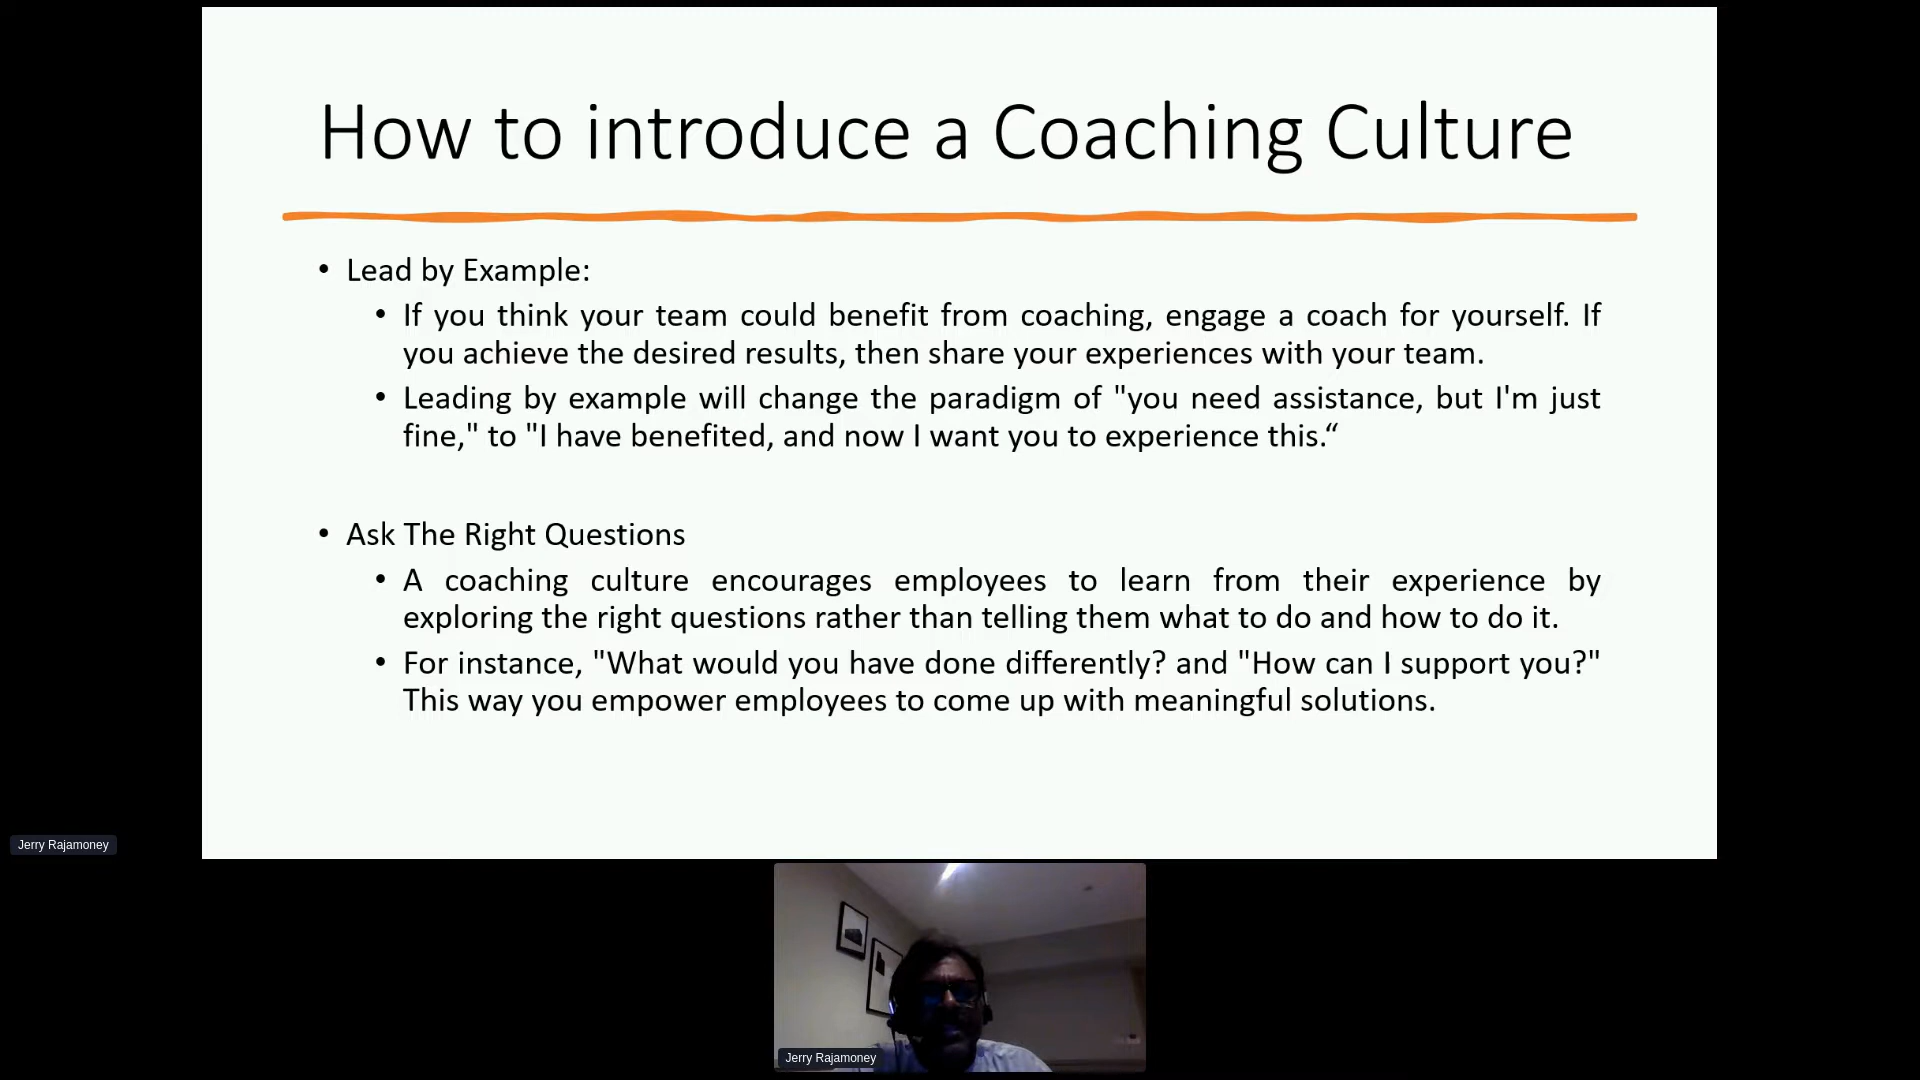 How to introduce a Coaching Culture
• Lead by Example:
• If you think your team could benefit from coaching, engage a coach for yourself. If
you achieve the desired results, then share your experiences with your team.
• Leading by example will change the paradigm of "you need assistance, but I'm just
fine," to "I have benefited, and now I want you to experience this.“
• Ask The Right Questions
• A coaching culture encourages employees to learn from their experience by
exploring the right questions rather than telling them what to do and how to do it.
• For instance, "What would you have done differently? and "How can I support you?"
This way you empower employees to come up with meaningful solutions.
Jerry Rajamoney
Jerry Rajamoney